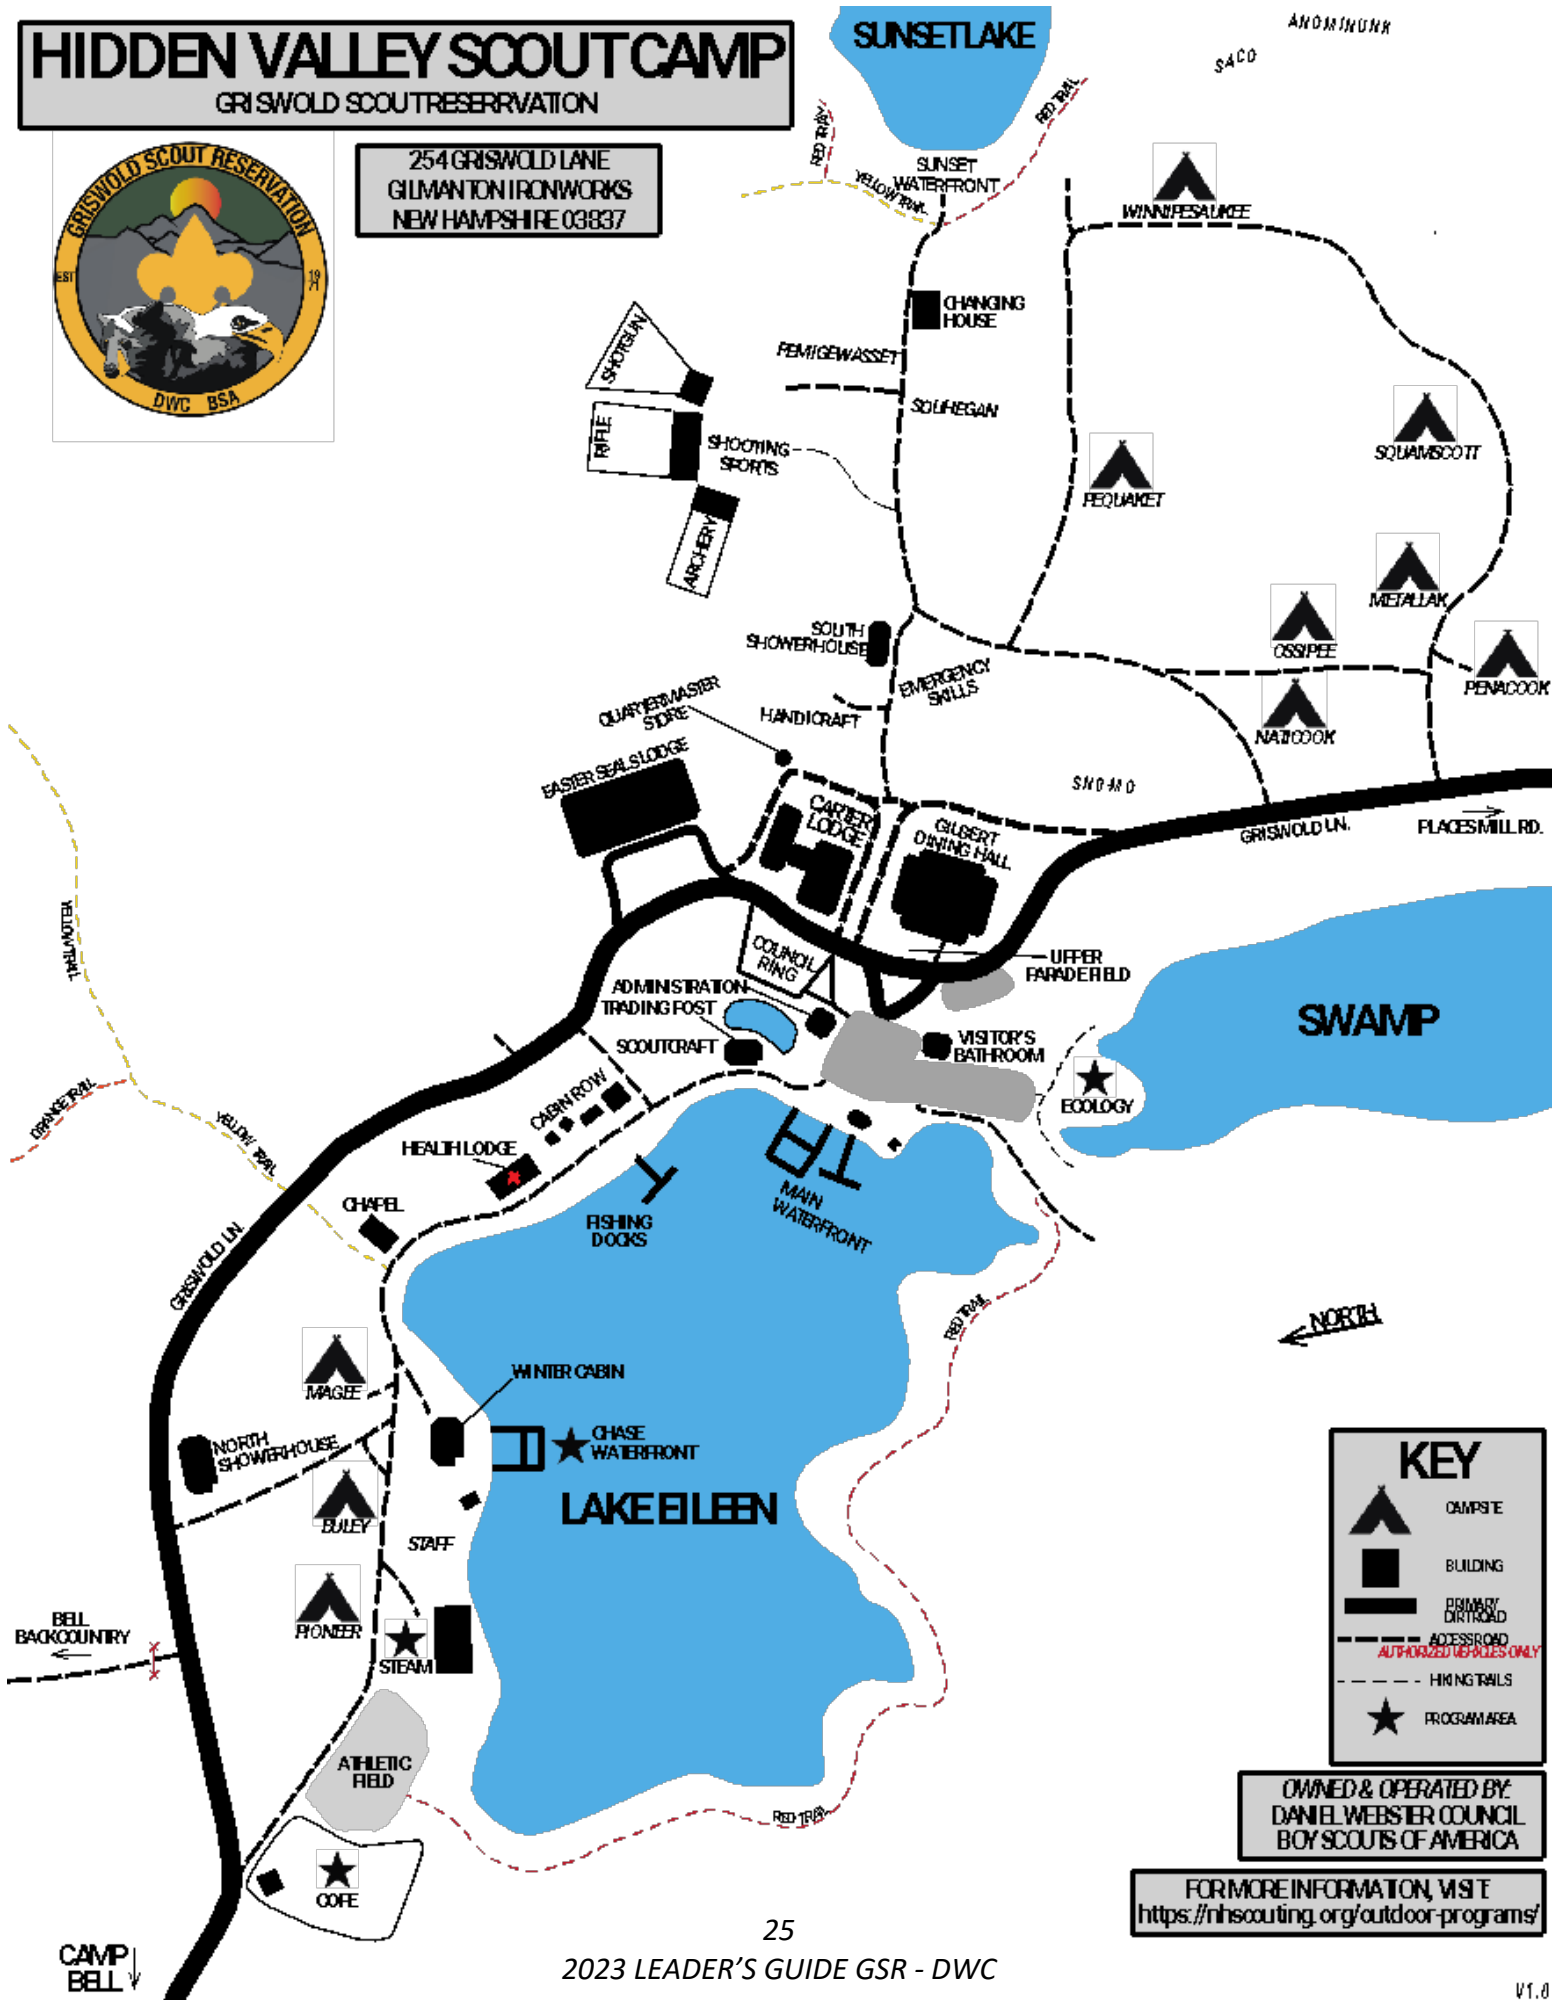 HIDDEN VALLEY SCOUT CAMP
GRISWOLD SCOUT RESERRVATION
254 GRISWOLD LANE
GILMANTON IRONWORKS
NEW HAMPSHIRE 03837
GRISWOLD SCOUT RESERVATION
EST
1971
DWC BSA
SUNSET LAKE
ANOMINUNK
SACO
RED TRAIL
RED TRAIL
YELLOW TRAIL
SUNSET
WATERFRONT
WINNIPESAUKEE
CHANGING
HOUSE
PEMIGEWASSET
SOUHEGAN
SHOTGUN
RIFLE
ARCHERY
SHOOTING
SPORTS
PEQUAKET
SQUAMSCOTT
METALLAK
OSSIPEE
PENACOOK
NATICOOK
SOUTH
SHOWERHOUSE
EMERGENCY
SKILLS
HANDICRAFT
QUARTERMASTER
STORE
EASTER SEALS LODGE
CARTER
LODGE
GILBERT
DINING HALL
SNOMO
GRISWOLD LN.
PLACES MILL RD.
COUNCIL
RING
UPPER
PARADE FIELD
ADMINISTRATION
TRADING POST
SCOUTCRAFT
VISITOR'S
BATHROOM
SWAMP
ECOLOGY
YELLOW TRAIL
ORANGE TRAIL
YELLOW TRAIL
CABIN ROW
HEALTH LODGE
CHAPEL
FISHING
DOCKS
MAIN
WATERFRONT
GRISWOLD LN.
RED TRAIL
NORTH
MAGEE
WINTER CABIN
NORTH
SHOWERHOUSE
CHASE
WATERFRONT
LAKE EILEEN
BULEY
STAFF
PIONEER
STEAM
BELL
BACKCOUNTRY
ATHLETIC
FIELD
RED TRAIL
COPE
CAMP
BELL
KEY
CAMPSITE
BUILDING
PRIMARY
DIRT ROAD
ACCESS ROAD
AUTHORIZED VEHICLES ONLY
HIKING TRAILS
PROGRAM AREA
OWNED & OPERATED BY:
DANIEL WEBSTER COUNCIL
BOY SCOUTS OF AMERICA
FOR MORE INFORMATION, VISIT
https://nhscouting.org/outdoor-programs/
25
2023 LEADER'S GUIDE GSR - DWC